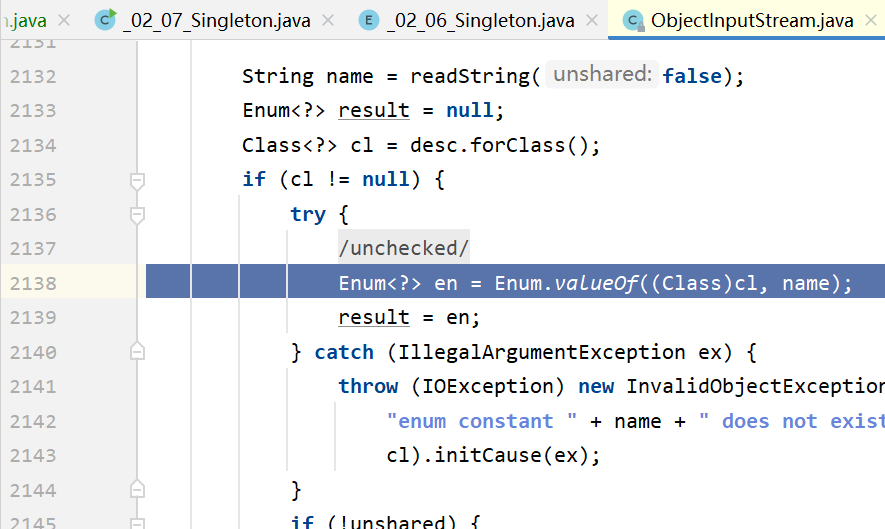 n.java _02_07_Singleton.java _02_06_Singleton.java ObjectInputStream.java
2131
2132 String name = readString( unshared: false);
2133 Enum<?> result = null;
2134 Class<?> cl = desc.forClass();
2135 if (cl != null) {
2136 try {
2137 /unchecked/
2138 Enum<?> en = Enum.valueOf((Class)cl, name);
2139 result = en;
2140 } catch (IllegalArgumentException ex) {
2141 throw (IOException) new InvalidObjectException
2142 "enum constant " + name + " does not exist
2143 cl).initCause(ex);
2144 }
2145 if (!unshared) {